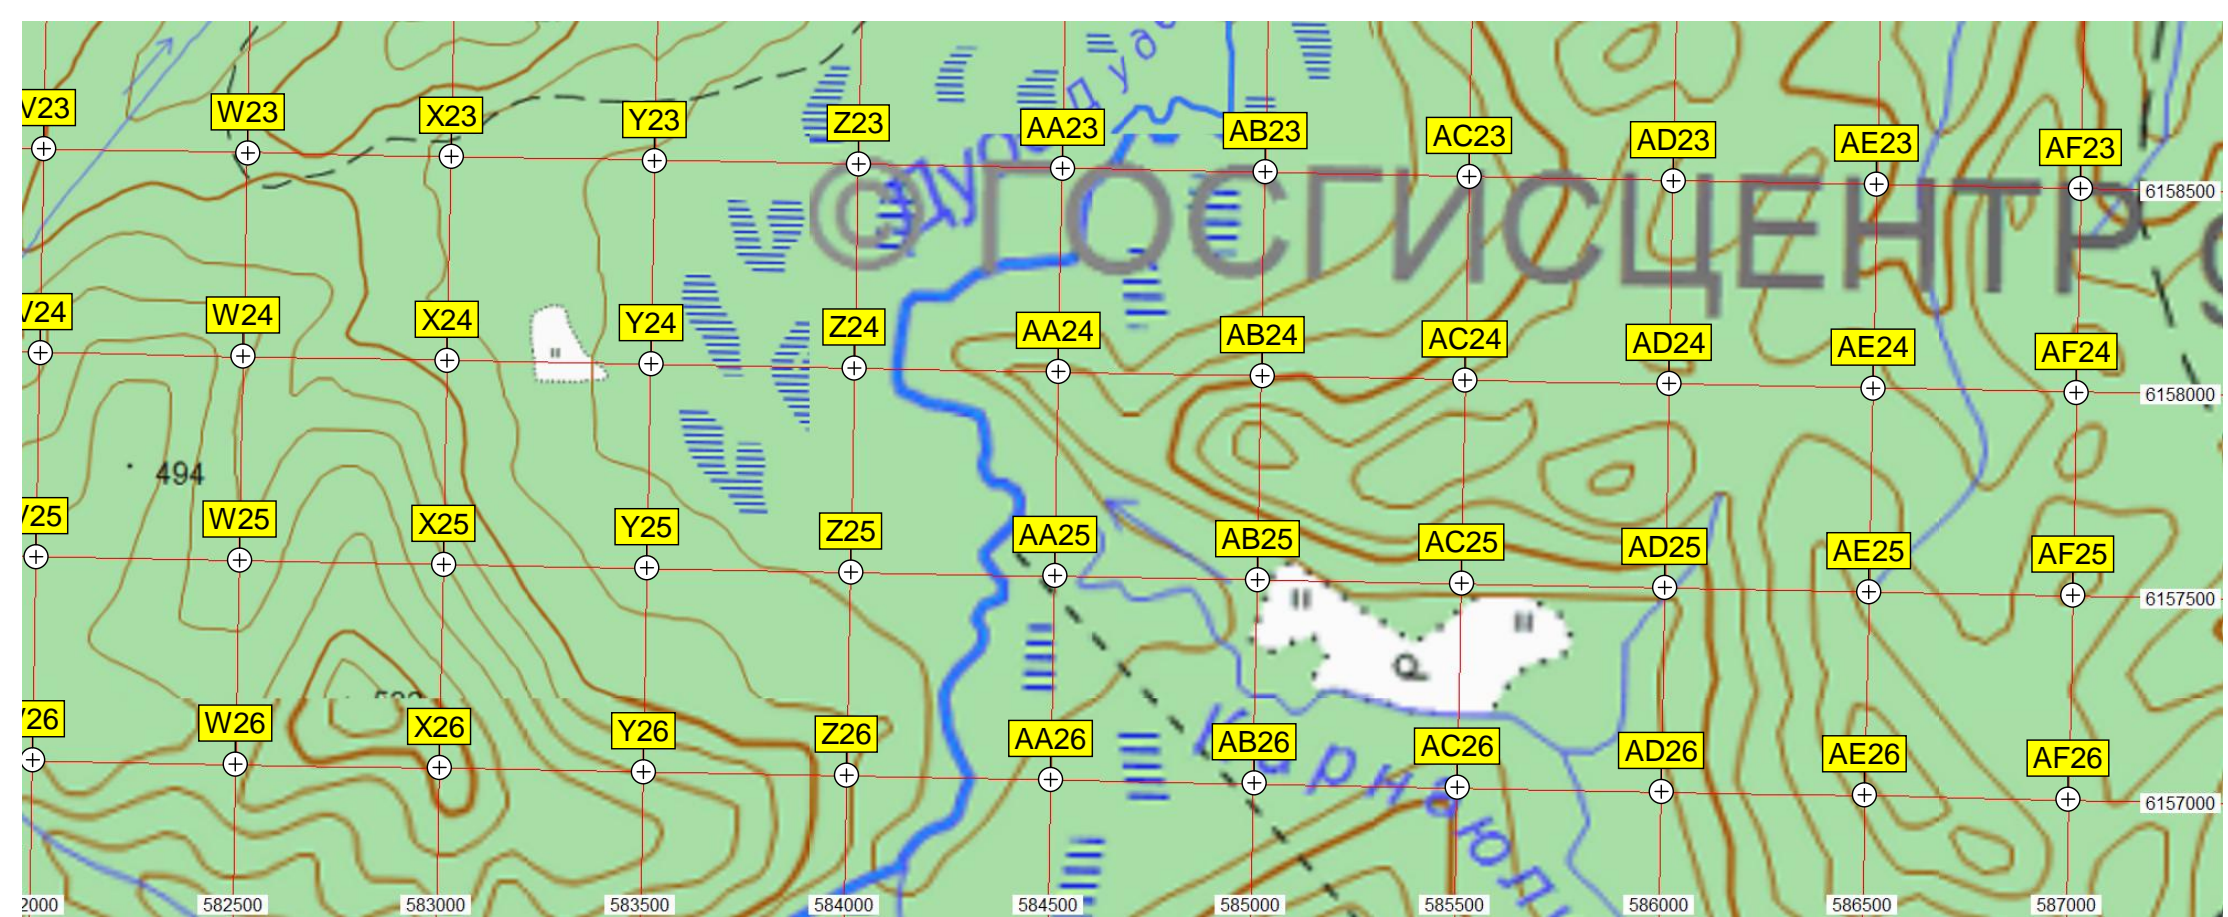 V23 W23 X23 Y23 Z23 AA23 AB23 AC23 AD23 AE23 AF23
6158500
© ГОСГИСЦЕНТР
V24 W24 X24 Y24 Z24 AA24 AB24 AC24 AD24 AE24 AF24
6158000
494
V25 W25 X25 Y25 Z25 AA25 AB25 AC25 AD25 AE25 AF25
6157500
V26 W26 X26 Y26 Z26 AA26 AB26 AC26 AD26 AE26 AF26
6157000
2000 582500 583000 583500 584000 584500 585000 585500 586000 586500 587000